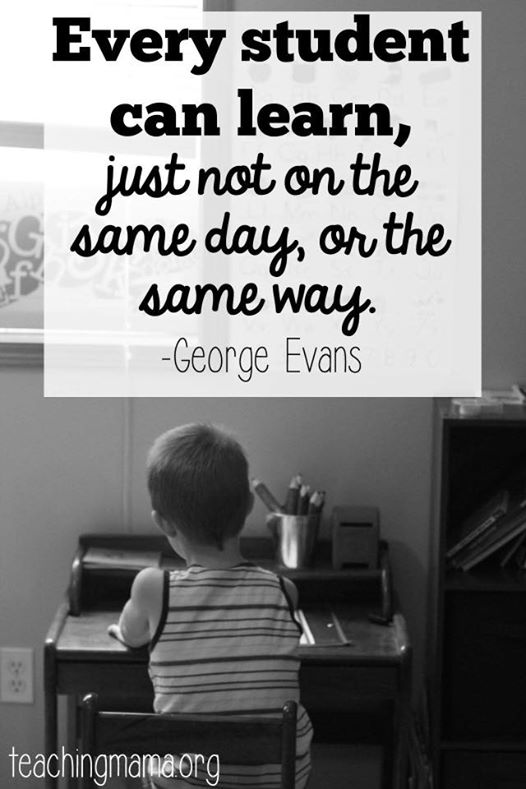 Every student
can learn,
just not on the
same day, or the
same way.
-George Evans
teachingmama.org